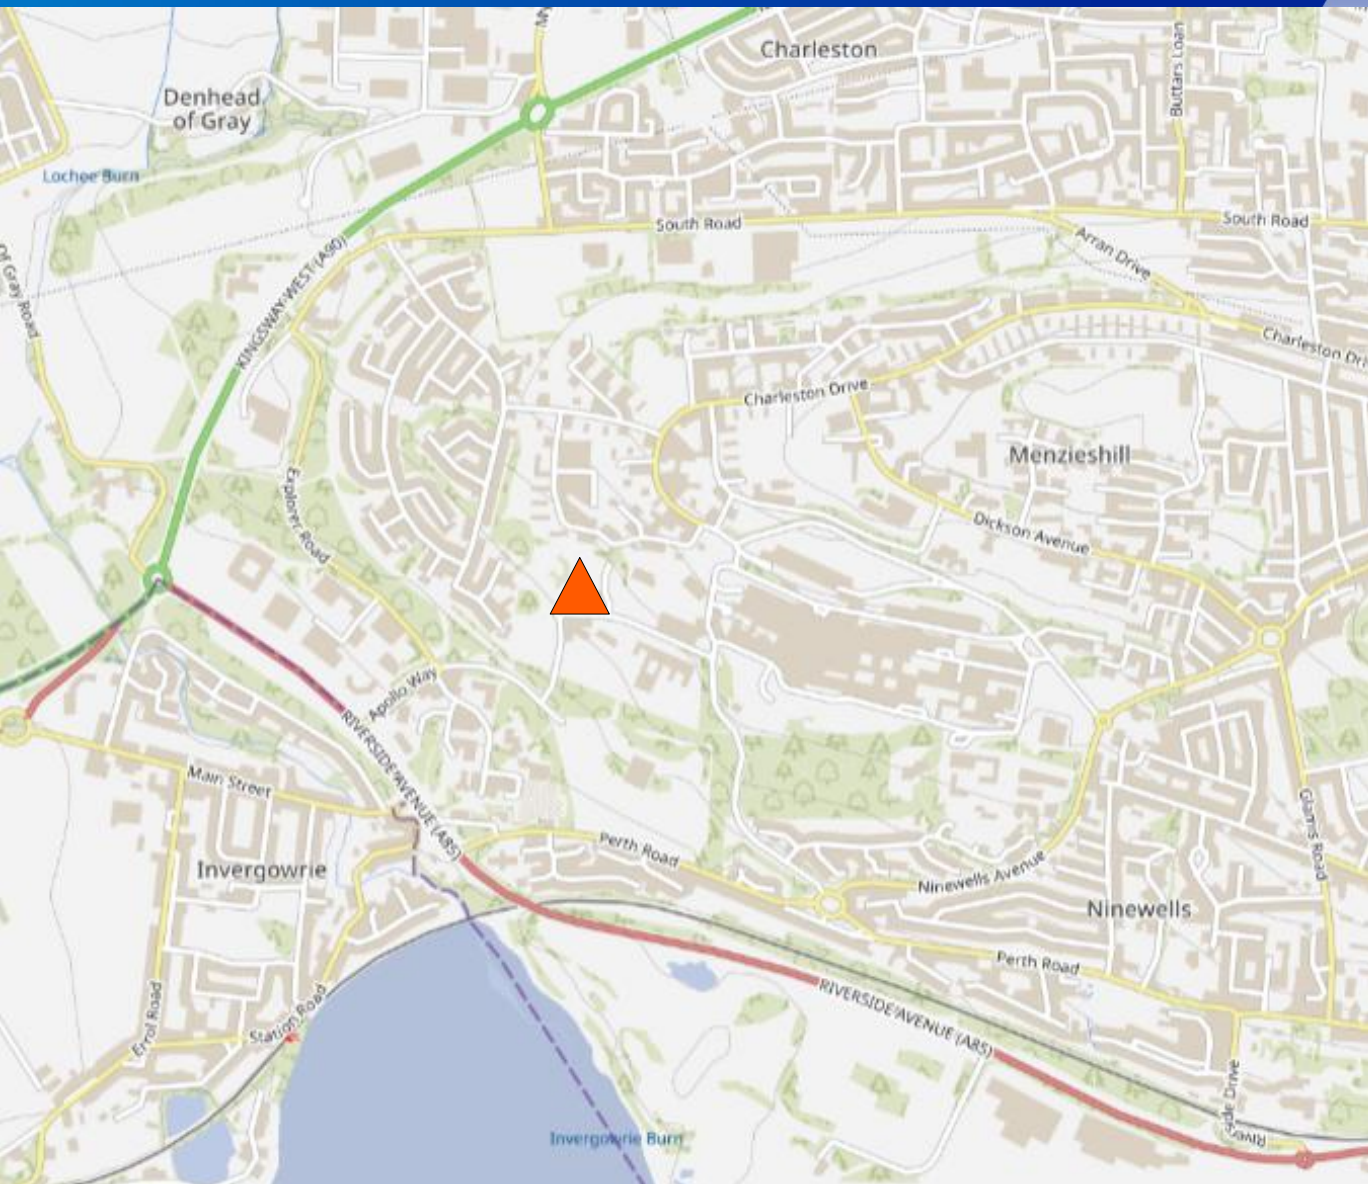 My
Charleston
Buttars Loan
Denhead
of Gray
Lochee Burn
South Road
South Road
Arran Drive
Of Gray Road
KINGSWAY WEST (A90)
Charleston Dri
Charleston Drive
Menzieshill
Explorer Road
Dickson Avenue
Apollo Way
RIVERSIDE AVENUE (A85)
Main Street
Glamis Road
Perth Road
Invergowrie
Ninewells Avenue
Ninewells
Perth Road
RIVERSIDE AVENUE (A85)
Errol Road
Station Road
Riverside Drive
Invergowrie Burn